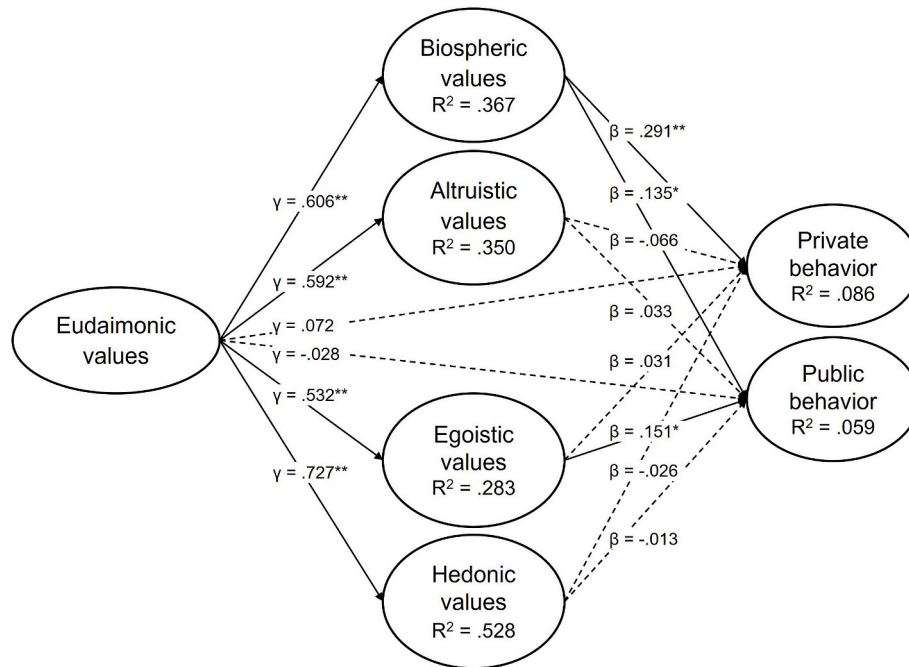 Biospheric
values
R² = .367
β = .291**
β = .135*
γ = .606**
Altruistic
values
R² = .350
β = -.066
Private
behavior
R² = .086
γ = .592**
Eudaimonic
values
γ = .072
γ = -.028
β = .033
β = .031
Public
behavior
R² = .059
γ = .532**
Egoistic
values
R² = .283
β = .151*
β = -.026
γ = .727**
β = -.013
Hedonic
values
R² = .528